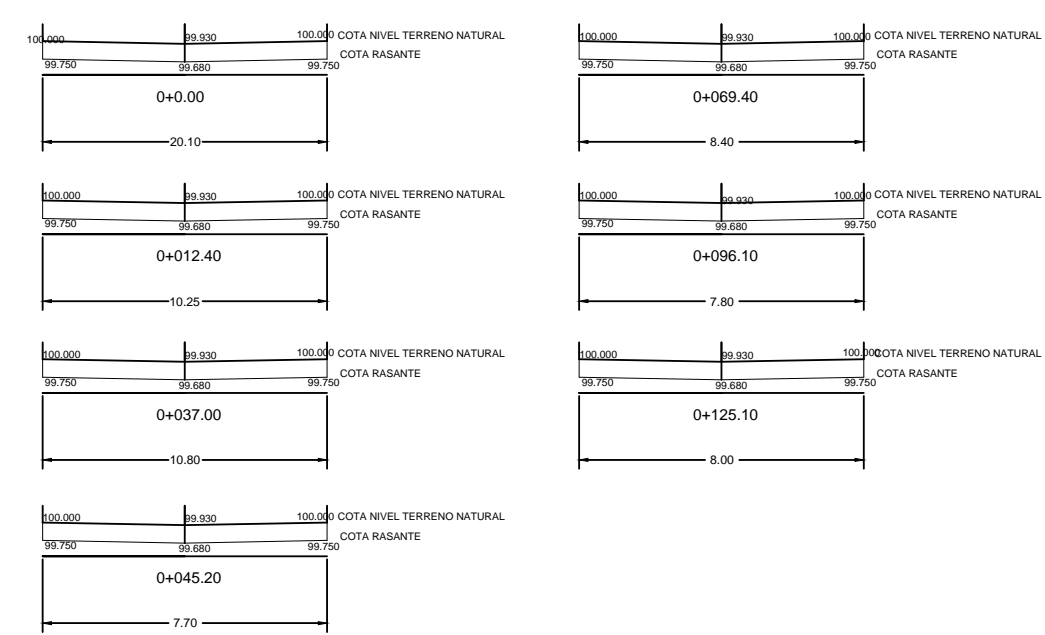 100.000 99.930 100.000 COTA NIVEL TERRENO NATURAL
99.750 99.680 99.750 COTA RASANTE
0+0.00
20.10
100.000 99.930 100.000 COTA NIVEL TERRENO NATURAL
99.750 99.680 99.750 COTA RASANTE
0+012.40
10.25
100.000 99.930 100.000 COTA NIVEL TERRENO NATURAL
99.750 99.680 99.750 COTA RASANTE
0+037.00
10.80
100.000 99.930 100.000 COTA NIVEL TERRENO NATURAL
99.750 99.680 99.750 COTA RASANTE
0+045.20
7.70
100.000 99.930 100.000 COTA NIVEL TERRENO NATURAL
99.750 99.680 99.750 COTA RASANTE
0+069.40
8.40
100.000 99.930 100.000 COTA NIVEL TERRENO NATURAL
99.750 99.680 99.750 COTA RASANTE
0+096.10
7.80
100.000 99.930 100.000 COTA NIVEL TERRENO NATURAL
99.750 99.680 99.750 COTA RASANTE
0+125.10
8.00